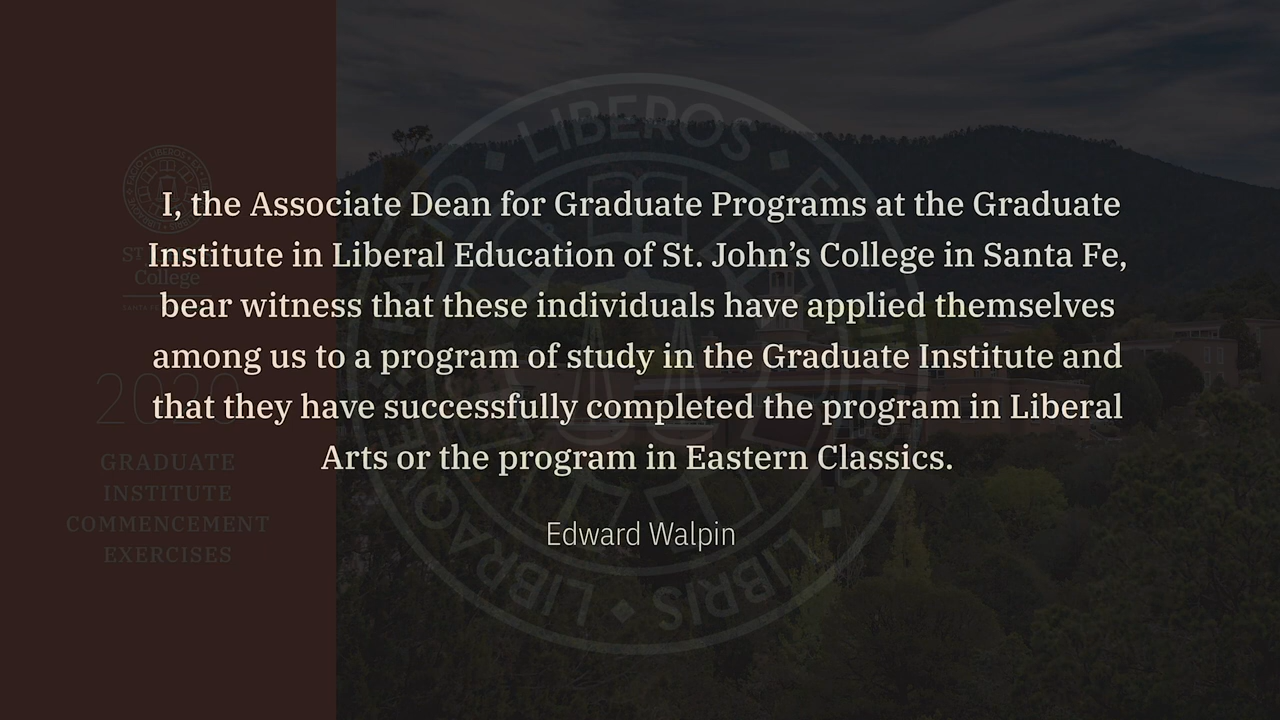 I, the Associate Dean for Graduate Programs at the Graduate
Institute in Liberal Education of St. John’s College in Santa Fe,
bear witness that these individuals have applied themselves
among us to a program of study in the Graduate Institute and
that they have successfully completed the program in Liberal
Arts or the program in Eastern Classics.
Edward Walpin
College
2020
GRADUATE
INSTITUTE
COMMENCEMENT
EXERCISES
LIBEROS
LIBRIS